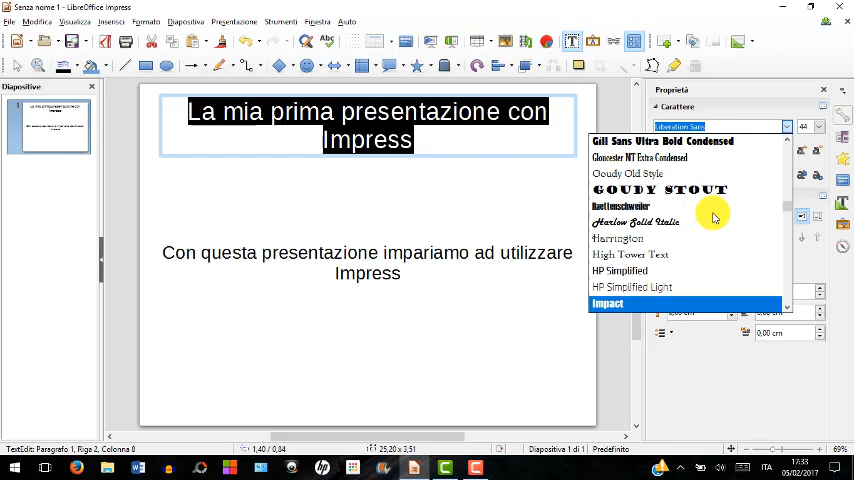 Senza nome 1 - LibreOffice Impress
File Modifica Visualizza Inserisci Formato Diapositiva Presentazione Strumenti Finestra Aiuto
Diapositive
Proprietà
Carattere
Liberation Sans
44
La mia prima presentazione con
Impress
Con questa presentazione impariamo ad utilizzare
Impress
Gill Sans Ultra Bold Condensed
Gloucester MT Extra Condensed
Goudy Old Style
GOUDY STOUT
Haettenschweiler
Harlow Solid Italic
Harrington
High Tower Text
HP Simplified
HP Simplified Light
Impact
0,00 cm
0,00 cm
0,00 cm
TextEdit: Paragrafo 1, Riga 2, Colonna 8
1,40 / 0,84
25,20 x 3,51
Diapositiva 1 di 1
Predefinito
69%
ITA
17:33
05/02/2017